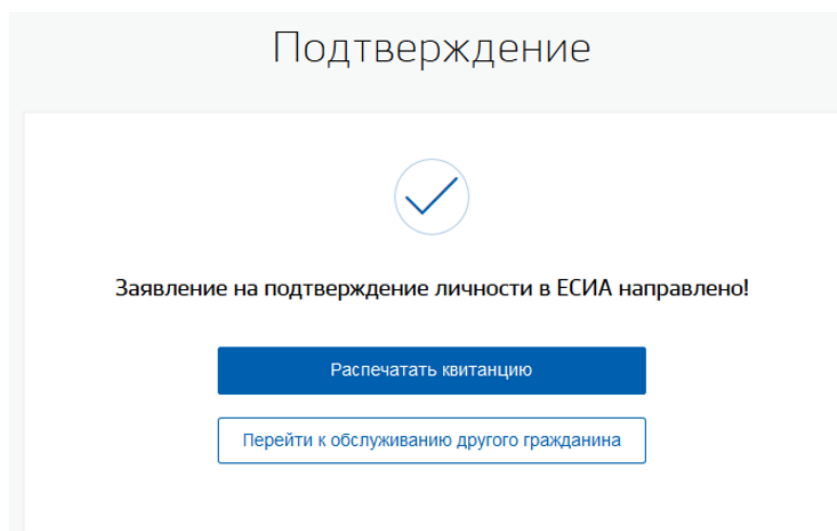 Подтверждение
Заявление на подтверждение личности в ЕСИА направлено!
Распечатать квитанцию
Перейти к обслуживанию другого гражданина